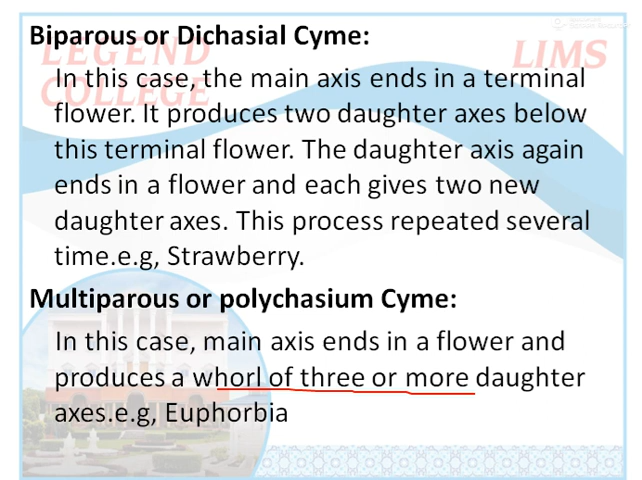 Biparous or Dichasial Cyme:
LEGEND
COLLEGE
LIMS
In this case, the main axis ends in a terminal
flower. It produces two daughter axes below
this terminal flower. The daughter axis again
ends in a flower and each gives two new
daughter axes. This process repeated several
time.e.g, Strawberry.
Multiparous or polychasium Cyme:
In this case, main axis ends in a flower and
produces a whorl of three or more daughter
axes.e.g, Euphorbia